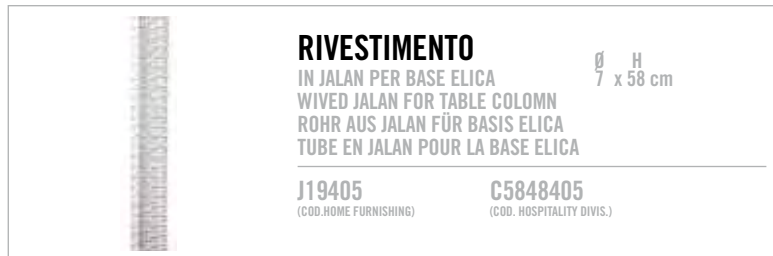 RIVESTIMENTO
IN JALAN PER BASE ELICA
WIVED JALAN FOR TABLE COLOMN
ROHR AUS JALAN FÜR BASIS ELICA
TUBE EN JALAN POUR LA BASE ELICA
Ø H
7 x 58 cm
J19405
(COD.HOME FURNISHING)
C5848405
(COD. HOSPITALITY DIVIS.)